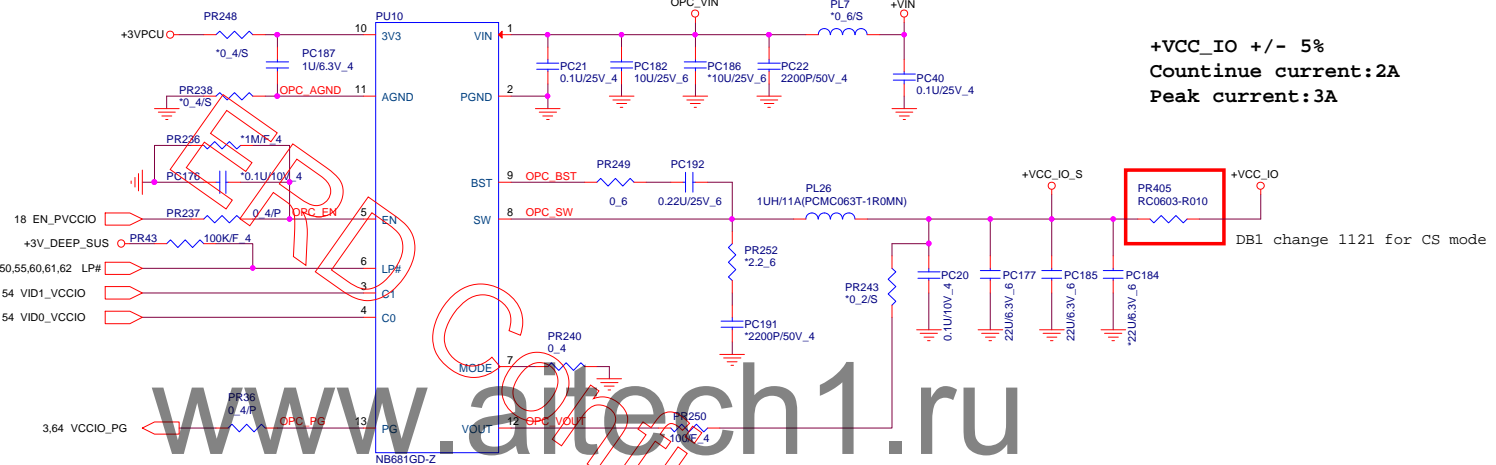 OPC_VIN
PL7
*0_6/S
+VIN
PR248
+3VPCU
*0_4/S
PC187
1U/6.3V_4
PU10
10
3V3
VIN
1
PC21
0.1U/25V_4
PC182
10U/25V_6
PC186
*10U/25V_6
PC22
2200P/50V_4
PC40
0.1U/25V_4
+VCC_IO +/- 5%
Countinue current:2A
Peak current:3A
PR238
*0_4/S
OPC_AGND
11
AGND
PGND
2
PR236
*1M/F_4
PC176
*0.1U/10V_4
BST
9
OPC_BST
PR249
0_6
PC192
0.22U/25V_6
PL26
1UH/11A(PCMC063T-1R0MN)
+VCC_IO_S
PR405
RC0603-R010
+VCC_IO
DB1 change 1121 for CS mode
18 EN_PVCCIO
PR237
0_4/P
OPC_EN
5
EN
SW
8
OPC_SW
+3V_DEEP_SUS
PR43
100K/F_4
PR252
*2.2_6
50,55,60,61,62 LP#
6
LP#
PR243
*0_2/S
PC20
0.1U/10V_4
PC177
22U/6.3V_6
PC185
22U/6.3V_6
PC184
*22U/6.3V_6
54 VID1_VCCIO
3
C1
54 VID0_VCCIO
4
C0
PC191
*2200P/50V_4
PR240
0_4
MODE
7
PR36
0_4/P
3,64 VCCIO_PG
OPC_PG
13
PG
VOUT
12
OPC_VOUT
PR250
100/F_4
NB681GD-Z
www.aitech1.ru